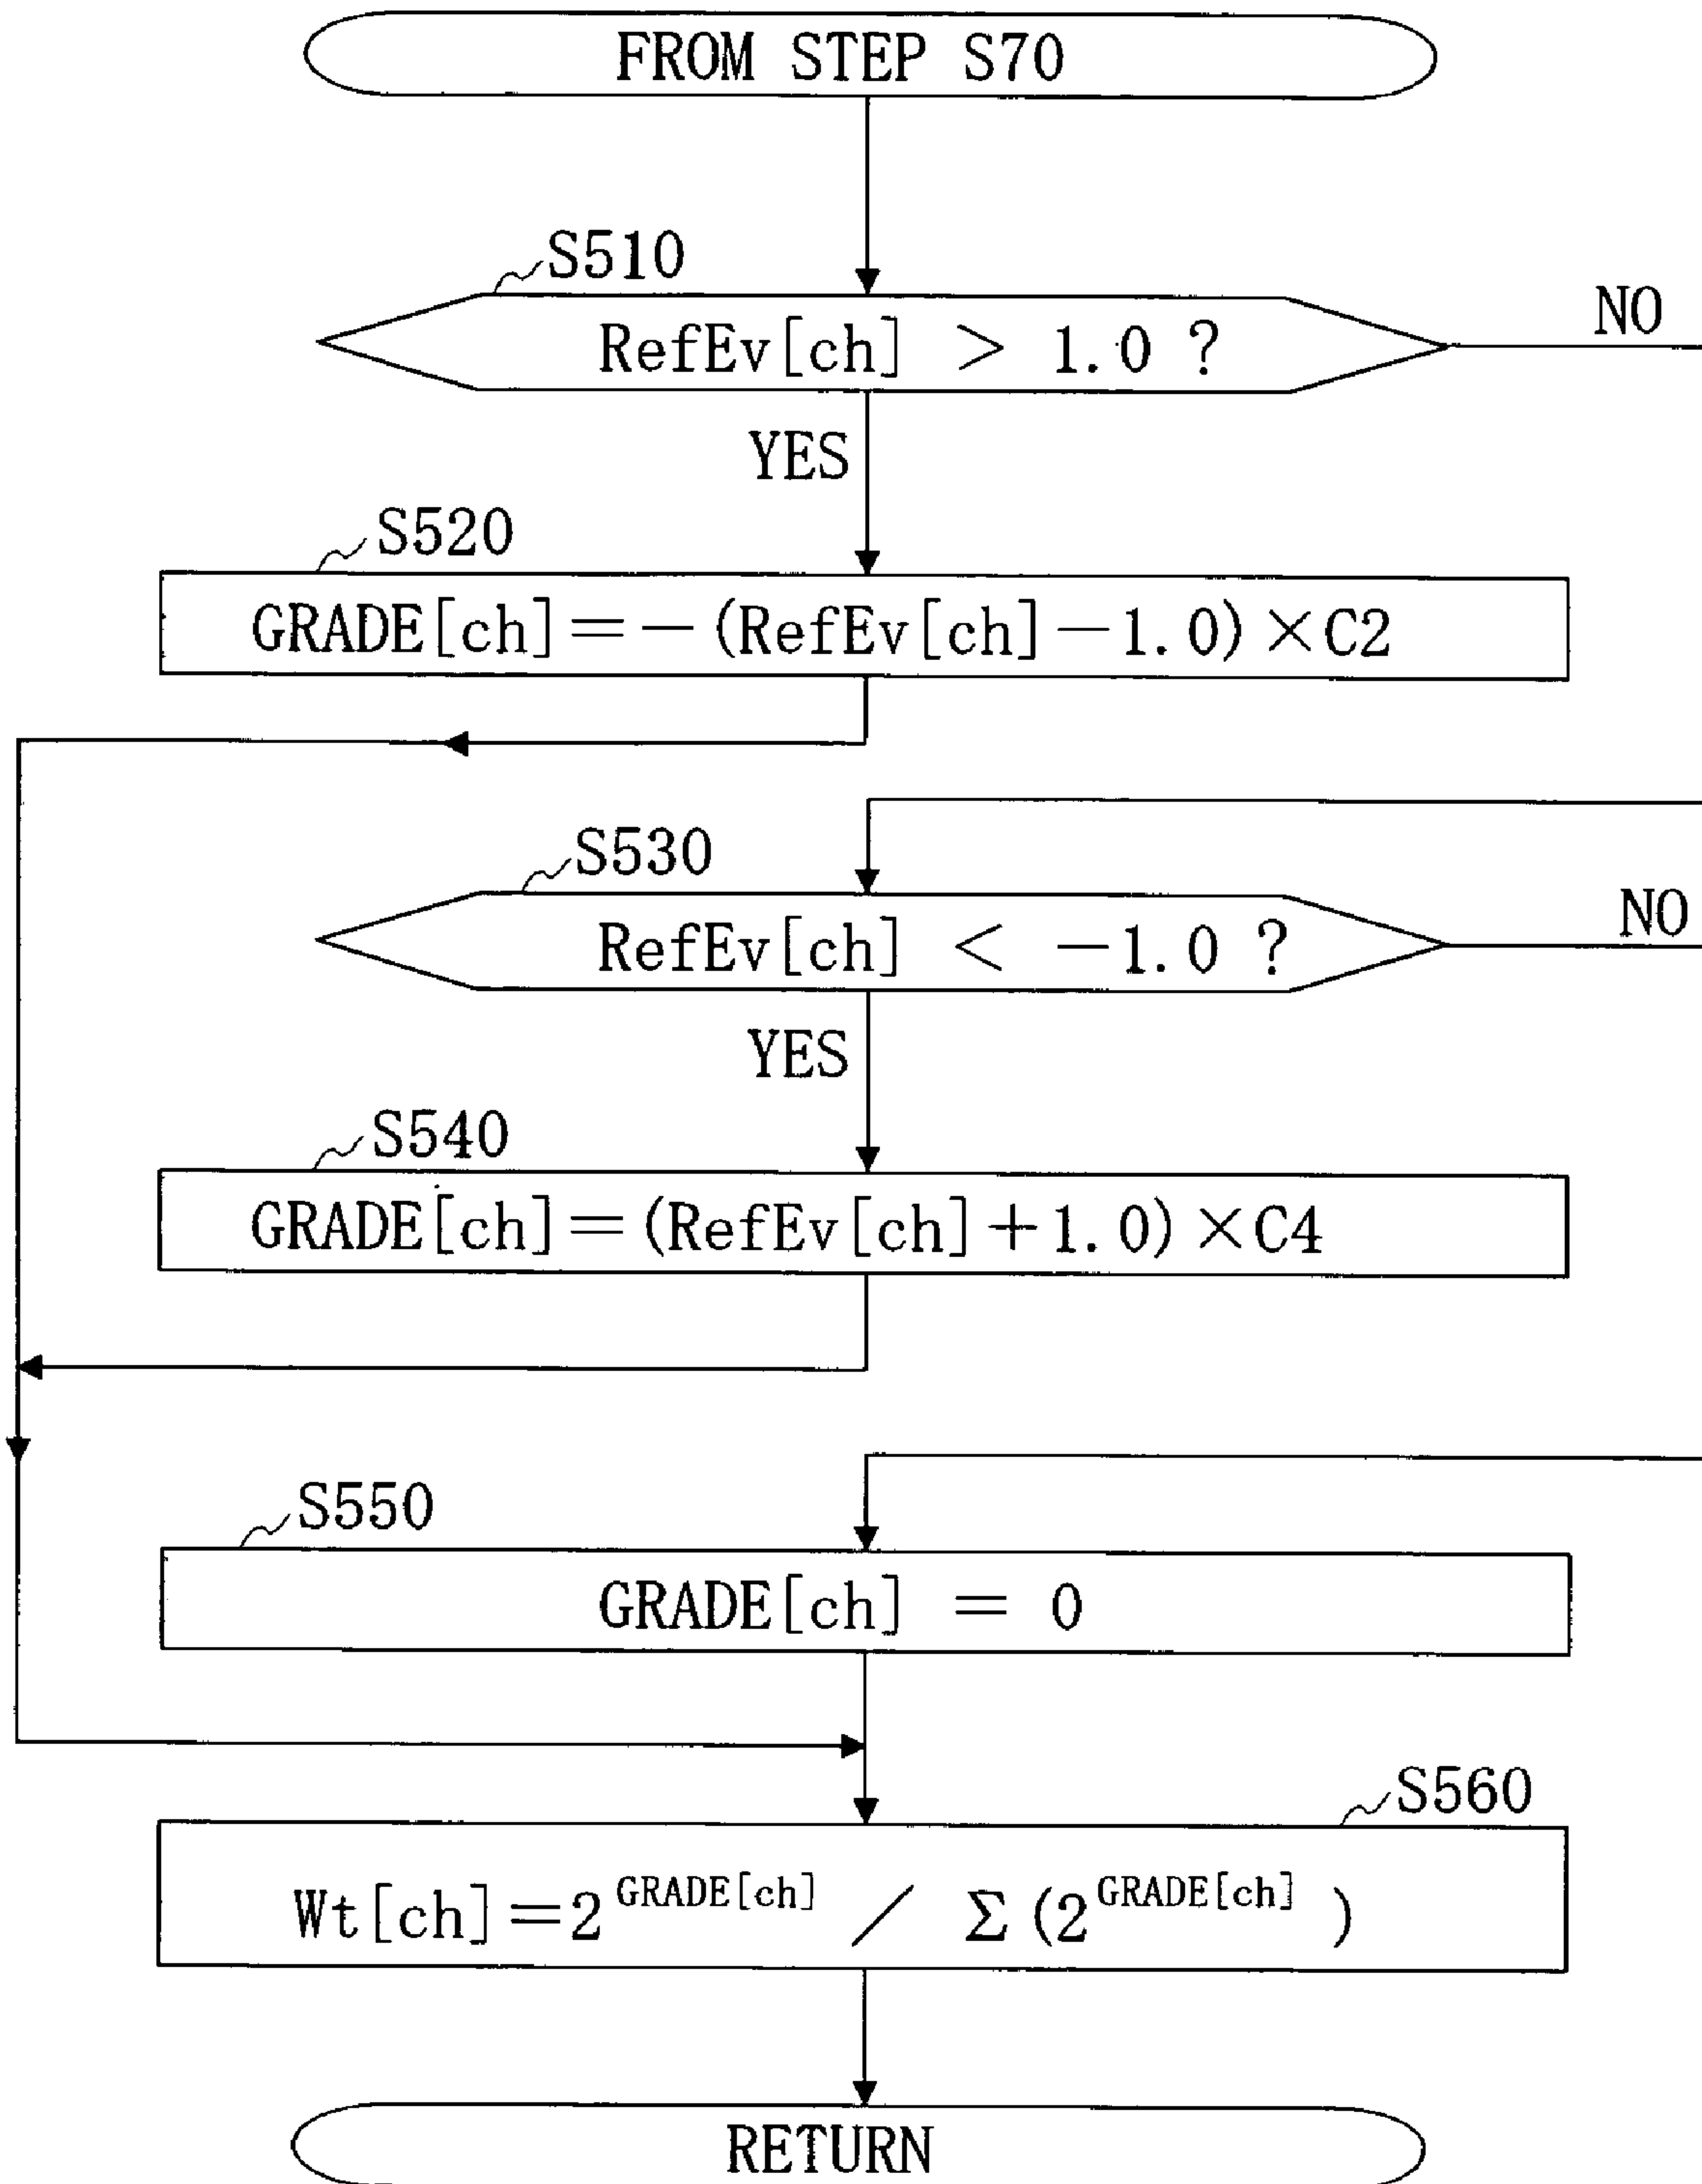 FROM STEP S70
S510
RefEv[ch] > 1.0 ?
NO
YES
S520
GRADE[ch]=-(RefEv[ch]-1.0)×C2
S530
RefEv[ch] < -1.0 ?
NO
YES
S540
GRADE[ch]=(RefEv[ch]+1.0)×C4
S550
GRADE[ch] = 0
S560
Wt[ch]=2^GRADE[ch] / Σ(2^GRADE[ch])
RETURN